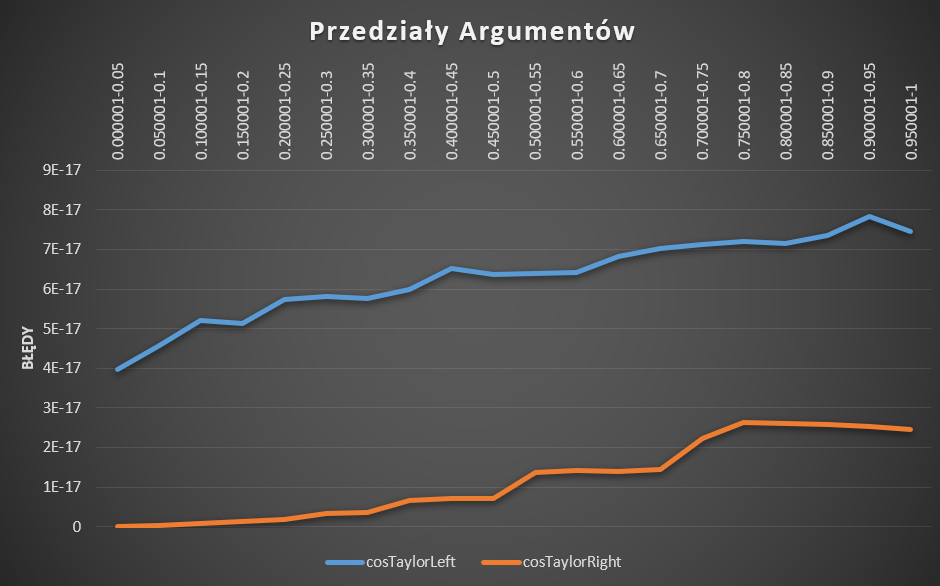 Przedziały Argumentów
0.000001-0.05
0.050001-0.1
0.100001-0.15
0.150001-0.2
0.200001-0.25
0.250001-0.3
0.300001-0.35
0.350001-0.4
0.400001-0.45
0.450001-0.5
0.500001-0.55
0.550001-0.6
0.600001-0.65
0.650001-0.7
0.700001-0.75
0.750001-0.8
0.800001-0.85
0.850001-0.9
0.900001-0.95
0.950001-1
9E-17
8E-17
7E-17
6E-17
5E-17
4E-17
3E-17
2E-17
1E-17
0
BŁĘDY
cosTaylorLeft
cosTaylorRight